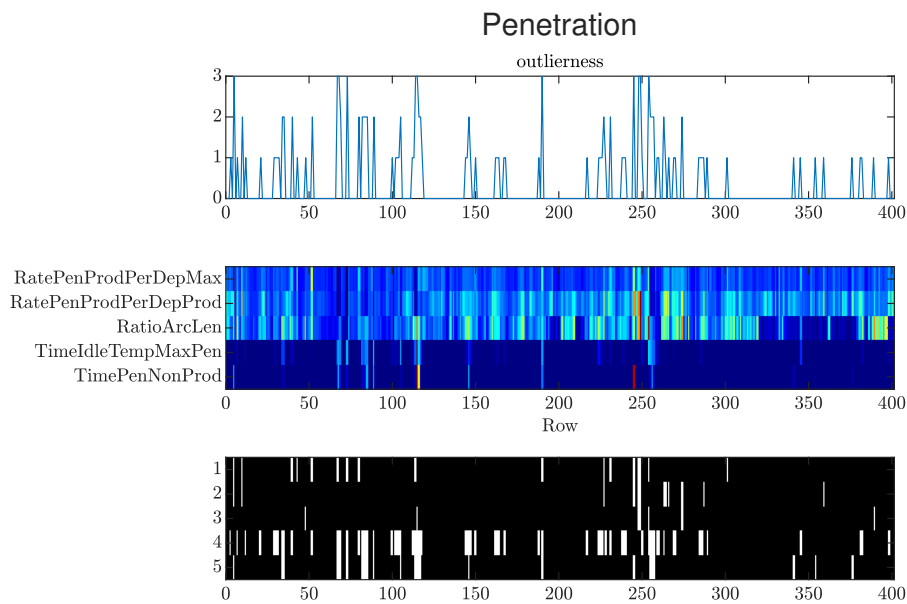 Penetration
outlierness
3
2
1
0
0 50 100 150 200 250 300 350 400
RatePenProdPerDepMax
RatePenProdPerDepProd
RatioArcLen
TimeIdleTempMaxPen
TimePenNonProd
0 50 100 150 200 250 300 350 400
Row
1
2
3
4
5
0 50 100 150 200 250 300 350 400